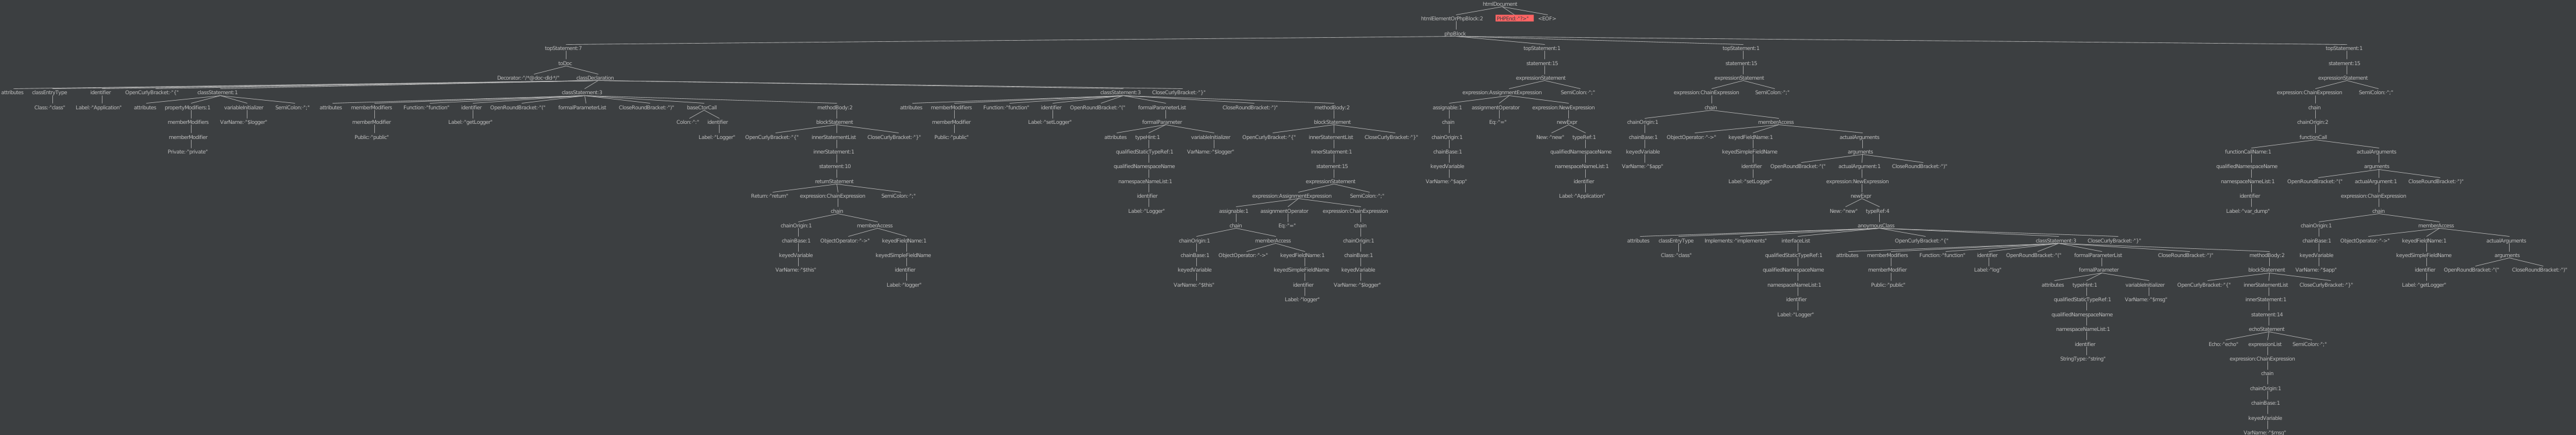 htmlDocument
htmlElementOrPhpBlock:2 PHPEnd: "?>" <EOF>
phpBlock
topStatement:7 topStatement:1 topStatement:1 topStatement:1
toDoc statement:15 statement:15 statement:15
classDeclaration expressionStatement expressionStatement expressionStatement
attributes classEntryType identifier OpenCurlyBracket: "{" classStatement:1 classStatement:3 classStatement:3 CloseCurlyBracket: "}" expression:AssignmentExpression SemiColon: ";" expression:ChainExpression SemiColon: ";" expression:ChainExpression SemiColon: ";"
Class: "class" Label: "Application" attributes propertyModifiers:1 variableInitializer SemiColon: ";" attributes memberModifiers Function: "function" identifier OpenRoundBracket: "(" formalParameterList CloseRoundBracket: ")" baseCtorCall methodBody:2 attributes memberModifiers Function: "function" identifier OpenRoundBracket: "(" formalParameterList CloseRoundBracket: ")" methodBody:2 assignable:1 assignmentOperator expression:NewExpression chain chain
memberModifiers VarName: "$logger" memberModifier Label: "getLogger" Colon: ":" identifier blockStatement memberModifier Label: "setLogger" formalParameter blockStatement chain Eq: "=" newExpr chainOrigin:1 memberAccess chainOrigin:2
memberModifier Public: "public" Label: "Logger" OpenCurlyBracket: "{" innerStatementList CloseCurlyBracket: "}" Public: "public" attributes typeHint:1 variableInitializer OpenCurlyBracket: "{" innerStatementList CloseCurlyBracket: "}" chainOrigin:1 New: "new" typeRef:1 chainBase:1 ObjectOperator: "->" keyedFieldName:1 actualArguments functionCall
Private: "private" innerStatement:1 qualifiedStaticTypeRef:1 VarName: "$logger" innerStatement:1 chainBase:1 qualifiedNamespaceName keyedVariable keyedSimpleFieldName arguments functionCallName:1 actualArguments
statement:10 qualifiedNamespaceName statement:15 keyedVariable namespaceNameList:1 VarName: "$app" identifier OpenRoundBracket: "(" actualArgument:1 CloseRoundBracket: ")" qualifiedNamespaceName arguments
returnStatement namespaceNameList:1 expressionStatement VarName: "$app" identifier Label: "setLogger" expression:NewExpression namespaceNameList:1 OpenRoundBracket: "(" actualArgument:1 CloseRoundBracket: ")"
Return: "return" expression:ChainExpression SemiColon: ";" identifier expression:AssignmentExpression SemiColon: ";" Label: "Application" newExpr identifier expression:ChainExpression
chain Label: "Logger" assignable:1 assignmentOperator expression:ChainExpression New: "new" typeRef:4 Label: "var_dump" chain
chainOrigin:1 memberAccess chain Eq: "=" chain chainOrigin:1 memberAccess
chainBase:1 ObjectOperator: "->" keyedFieldName:1 chainOrigin:1 memberAccess chainOrigin:1 attributes classEntryType Implements: "implements" interfaceList OpenCurlyBracket: "{" classStatement:3 CloseCurlyBracket: "}" chainBase:1 ObjectOperator: "->" keyedFieldName:1 actualArguments
keyedVariable keyedSimpleFieldName chainBase:1 ObjectOperator: "->" keyedFieldName:1 chainBase:1 Class: "class" qualifiedStaticTypeRef:1 attributes memberModifiers Function: "function" identifier OpenRoundBracket: "(" formalParameterList CloseRoundBracket: ")" methodBody:2 keyedVariable keyedSimpleFieldName arguments
VarName: "$this" identifier keyedVariable keyedSimpleFieldName keyedVariable qualifiedNamespaceName memberModifier Label: "log" formalParameter blockStatement VarName: "$app" identifier OpenRoundBracket: "(" CloseRoundBracket: ")"
Label: "logger" VarName: "$this" identifier VarName: "$logger" namespaceNameList:1 Public: "public" attributes typeHint:1 variableInitializer OpenCurlyBracket: "{" innerStatementList CloseCurlyBracket: "}" Label: "getLogger"
Label: "logger" identifier qualifiedStaticTypeRef:1 VarName: "$msg" innerStatement:1
Label: "Logger" qualifiedNamespaceName statement:14
namespaceNameList:1 echoStatement
identifier Echo: "echo" expressionList SemiColon: ";"
StringType: "string" expression:ChainExpression
chain
chainOrigin:1
chainBase:1
keyedVariable
VarName: "$msg"